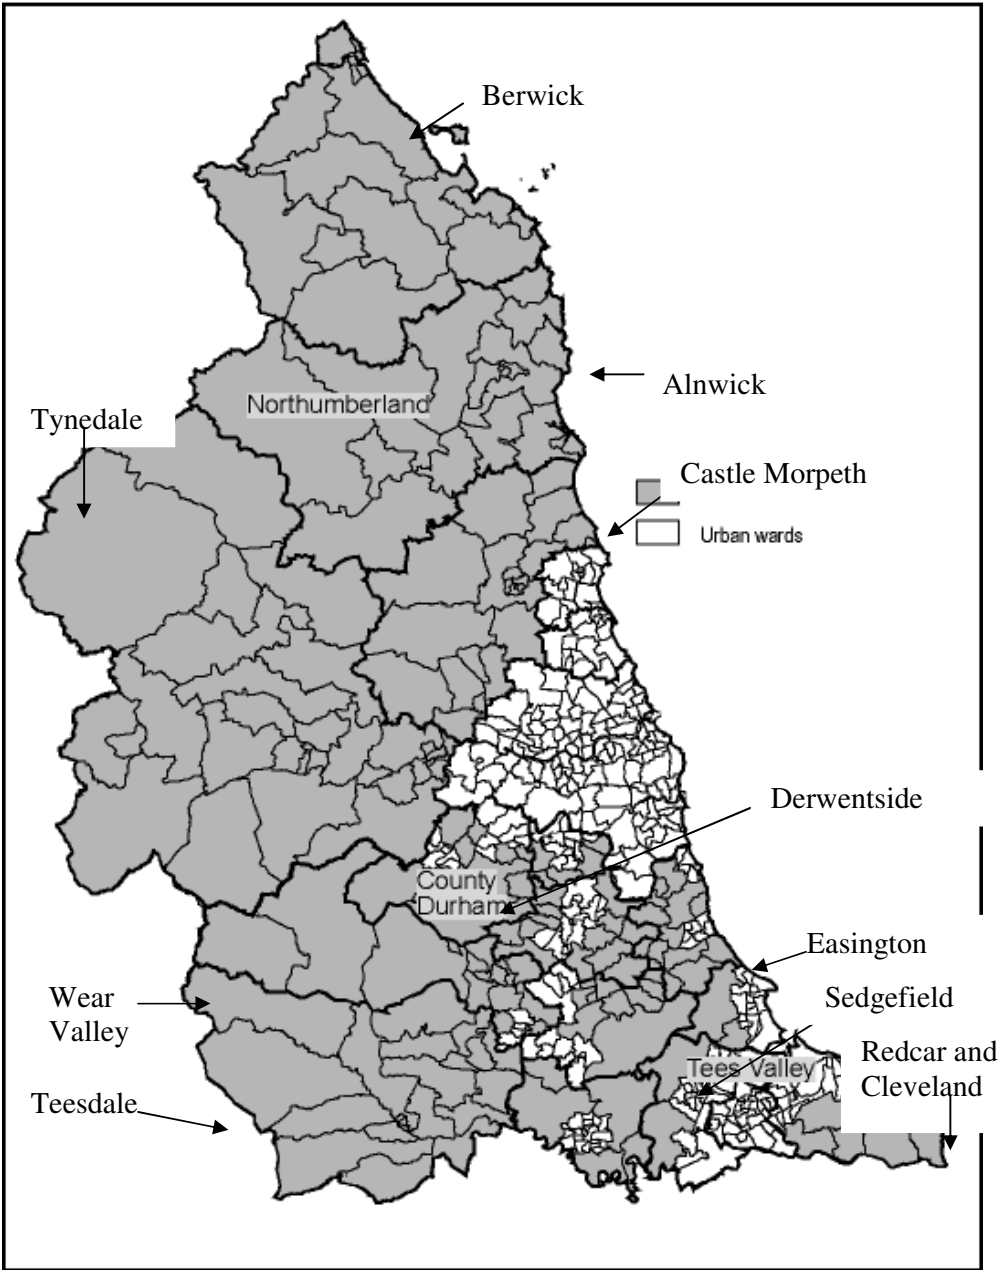 Berwick
Alnwick
Northumberland
Tynedale
Castle Morpeth
Urban wards
Derwentside
County
Durham
Easington
Wear
Valley
Sedgefield
Redcar and
Cleveland
Tees Valley
Teesdale